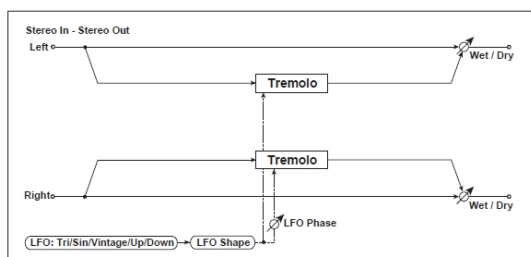 Stereo In - Stereo Out
Left
Wet / Dry
Tremolo
Tremolo
Right
Wet / Dry
LFO Phase
LFO: Tri/Sin/Vintage/Up/Down
LFO Shape